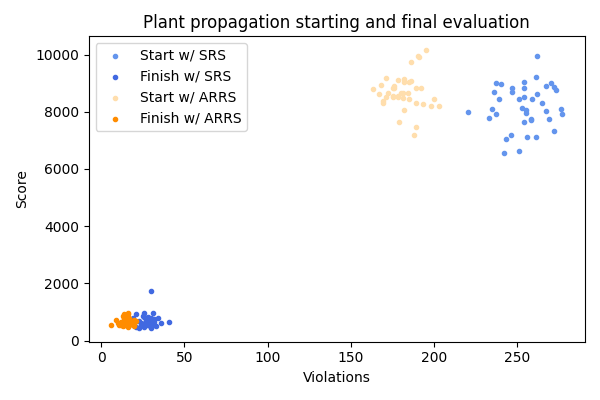 Plant propagation starting and final evaluation
Start w/ SRS
Finish w/ SRS
Start w/ ARRS
Finish w/ ARRS
Score
10000
8000
6000
4000
2000
0
0 50 100 150 200 250
Violations